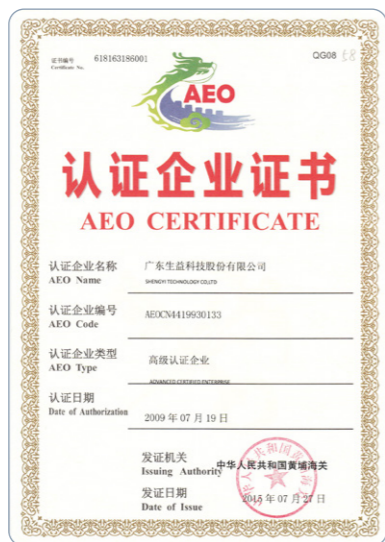 证书编号 618163186001 QG08 58
Certificate No.
AEO
认证企业证书
AEO CERTIFICATE
认证企业名称 广东生益科技股份有限公司
AEO Name SHENGYI TECHNOLOGY CO.,LTD
认证企业编号 AEOCN4419930133
AEO Code
认证企业类型 高级认证企业
AEO Type ADVANCED CERTIFIED ENTERPRISE
认证日期
Date of Authorization 2009 年 07 月 19 日
发证机关
Issuing Authority 中华人民共和国黄埔海关
发证日期 2015 年 07 月 27 日
Date of Issue